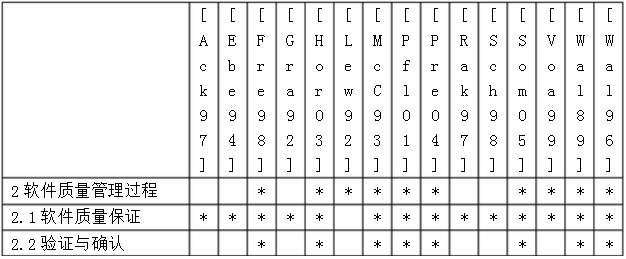 [Ack97]
[Ebe94]
[Fre98]
[Gra92]
[Hor03]
[Lew92]
[McC93]
[Pfl01]
[Pre04]
[Rak97]
[Sch98]
[Som05]
[Voa99]
[Wal89]
[Wal96]
2软件质量管理过程 * * * * * * * * * *
2.1软件质量保证 * * * * * * * * * * * * * *
2.2验证与确认 * * * * * * * *